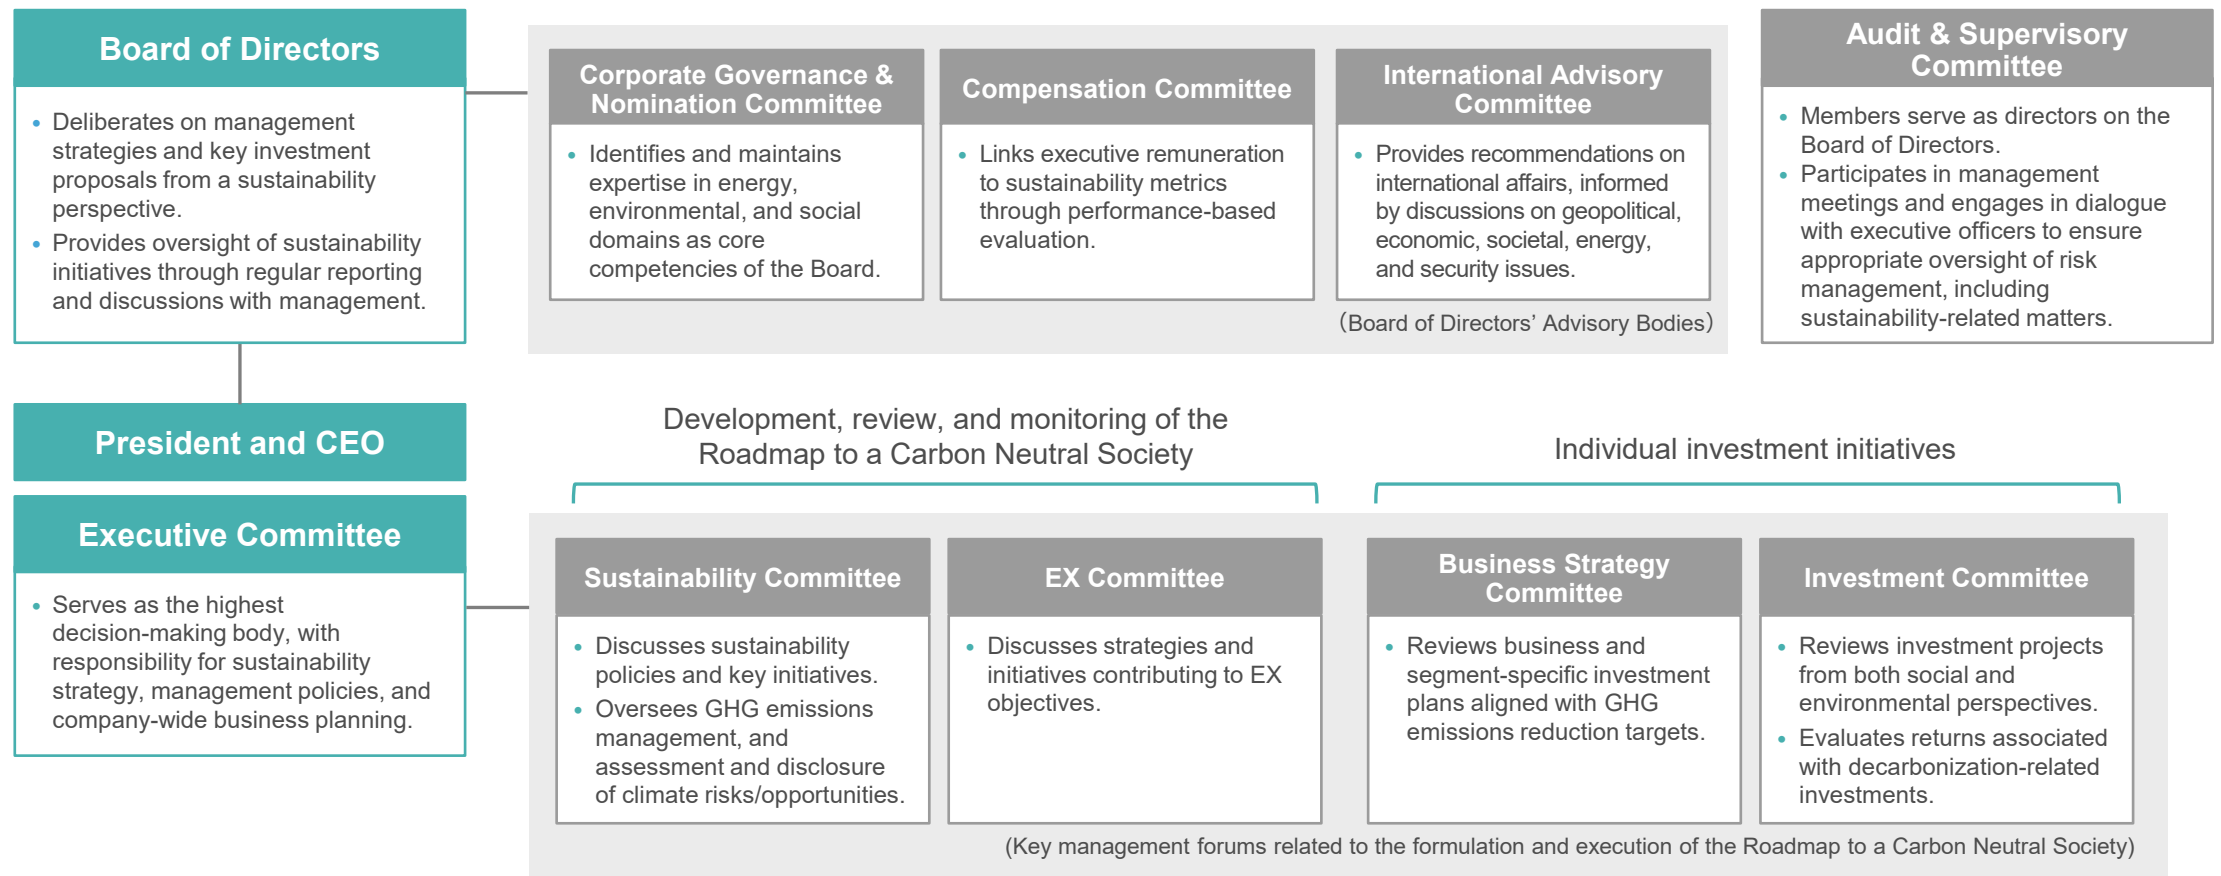 Board of Directors
• Deliberates on management
strategies and key investment
proposals from a sustainability
perspective.
• Provides oversight of sustainability
initiatives through regular reporting
and discussions with management.
Corporate Governance &
Nomination Committee
• Identifies and maintains
expertise in energy,
environmental, and social
domains as core
competencies of the Board.
Compensation Committee
• Links executive remuneration
to sustainability metrics
through performance-based
evaluation.
International Advisory
Committee
• Provides recommendations on
international affairs, informed
by discussions on geopolitical,
economic, societal, energy,
and security issues.
（Board of Directors’ Advisory Bodies）
Audit & Supervisory
Committee
• Members serve as directors on the
Board of Directors.
• Participates in management
meetings and engages in dialogue
with executive officers to ensure
appropriate oversight of risk
management, including
sustainability-related matters.
President and CEO
Executive Committee
• Serves as the highest
decision-making body, with
responsibility for sustainability
strategy, management policies, and
company-wide business planning.
Development, review, and monitoring of the
Roadmap to a Carbon Neutral Society
Individual investment initiatives
Sustainability Committee
• Discusses sustainability
policies and key initiatives.
• Oversees GHG emissions
management, and
assessment and disclosure
of climate risks/opportunities.
EX Committee
• Discusses strategies and
initiatives contributing to EX
objectives.
Business Strategy
Committee
• Reviews business and
segment-specific investment
plans aligned with GHG
emissions reduction targets.
Investment Committee
• Reviews investment projects
from both social and
environmental perspectives.
• Evaluates returns associated
with decarbonization-related
investments.
(Key management forums related to the formulation and execution of the Roadmap to a Carbon Neutral Society)